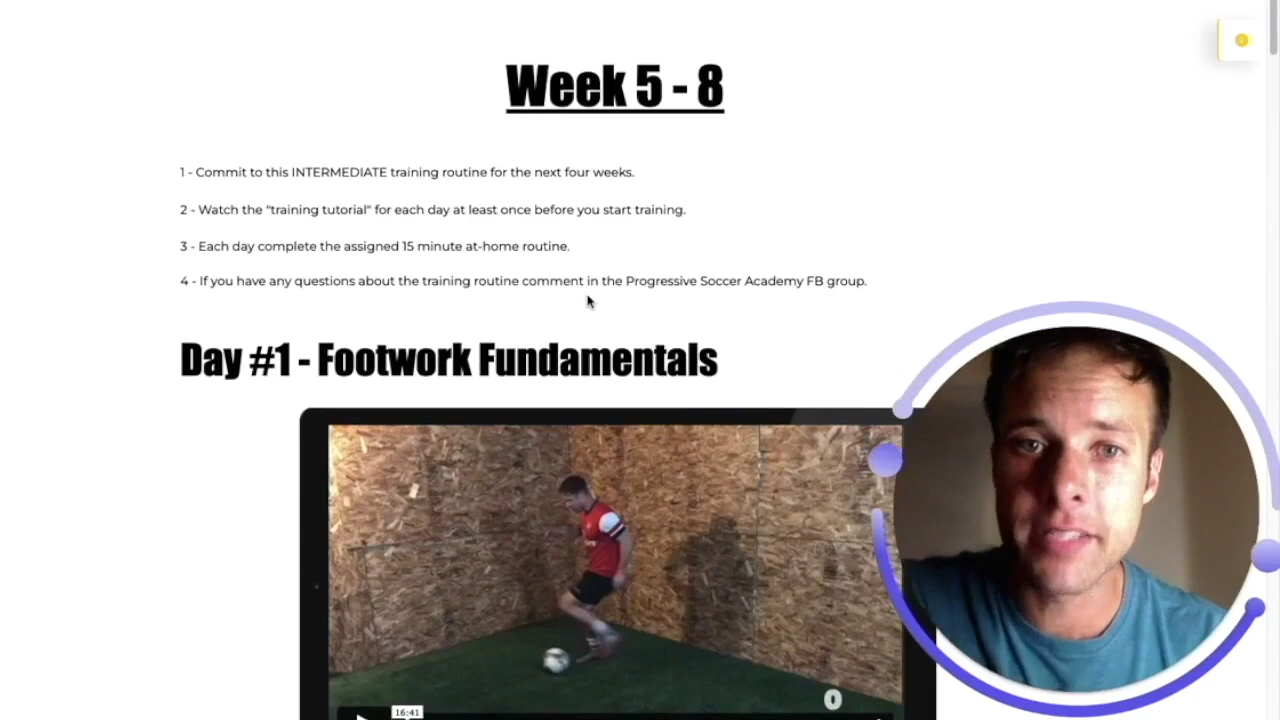 Week 5 - 8
1 - Commit to this INTERMEDIATE training routine for the next four weeks.
2 - Watch the "training tutorial" for each day at least once before you start training.
3 - Each day complete the assigned 15 minute at-home routine.
4 - If you have any questions about the training routine comment in the Progressive Soccer Academy FB group.
Day #1 - Footwork Fundamentals
0
16:41